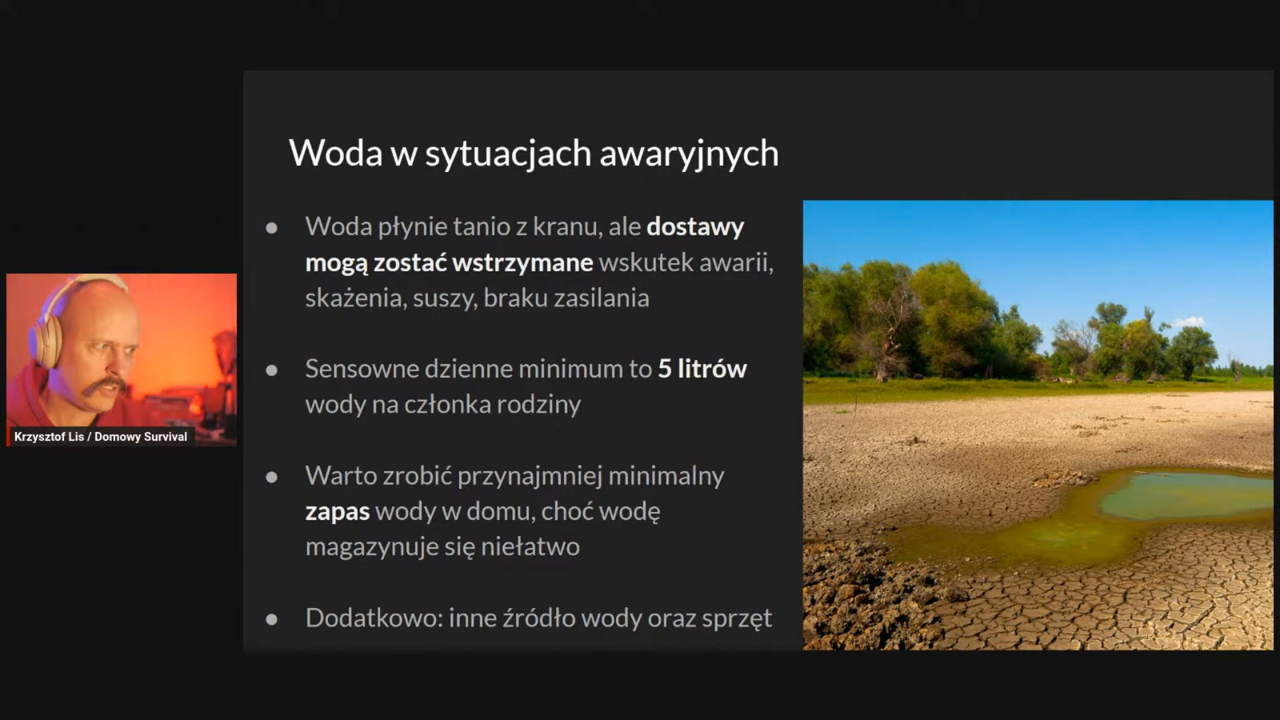 Woda w sytuacjach awaryjnych
● Woda płynie tanio z kranu, ale dostawy
mogą zostać wstrzymane wskutek awarii,
skażenia, suszy, braku zasilania
● Sensowne dzienne minimum to 5 litrów
wody na członka rodziny
● Warto zrobić przynajmniej minimalny
zapas wody w domu, choć wodę
magazynuje się niełatwo
● Dodatkowo: inne źródło wody oraz sprzęt
Krzysztof Lis / Domowy Survival